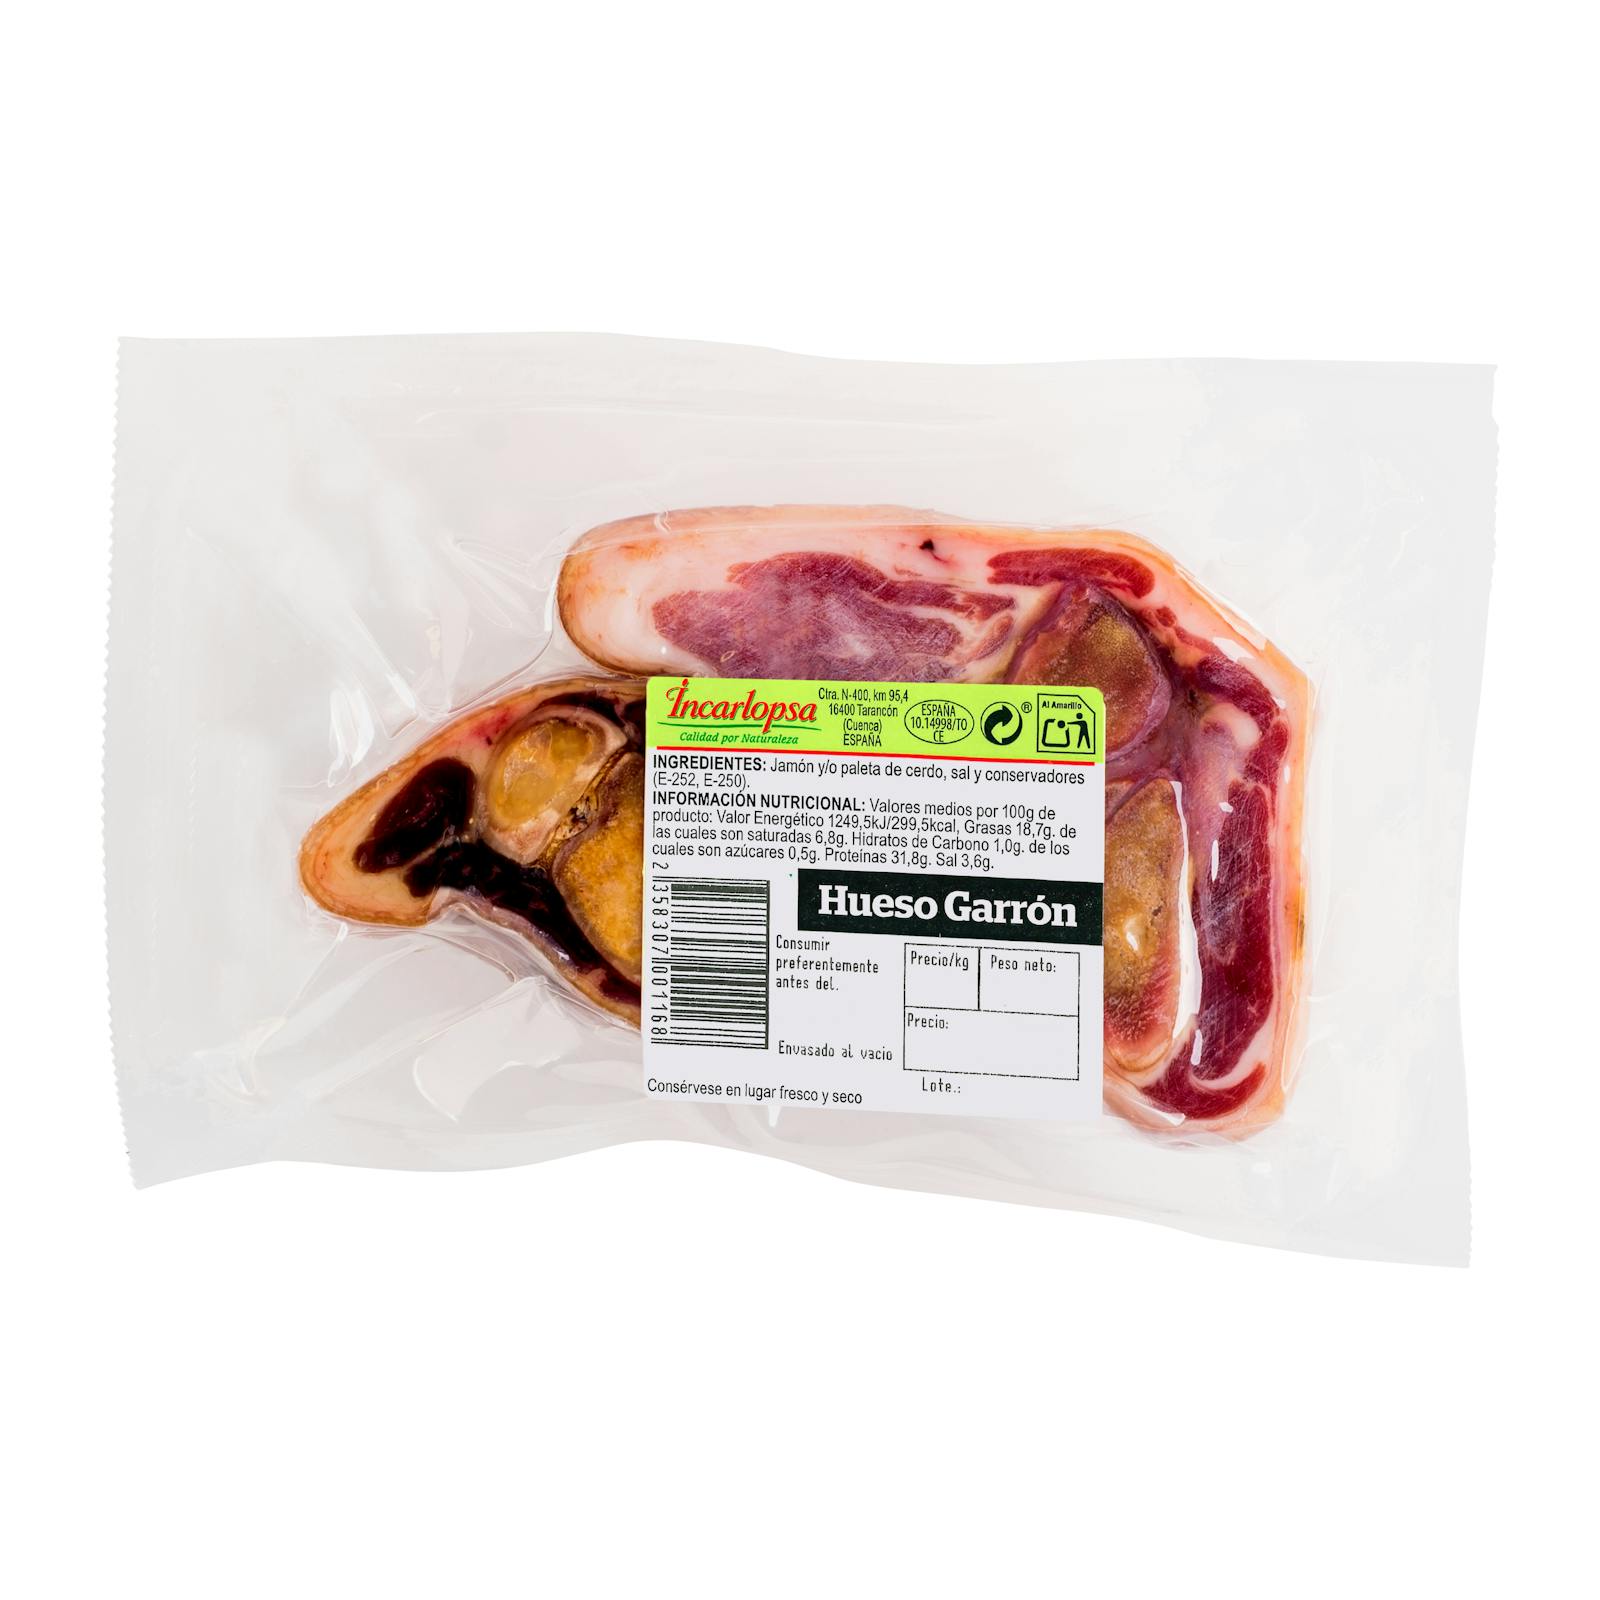 Incarlopsa
Calidad por Naturaleza
Ctra. N-400, km 95,4
16400 Tarancón
(Cuenca)
ESPAÑA
ESPAÑA
10.14998/TO
CE
®
Al Amarillo
INGREDIENTES: Jamón y/o paleta de cerdo, sal y conservadores
(E-252, E-250).
INFORMACIÓN NUTRICIONAL: Valores medios por 100g de
producto: Valor Energético 1249,5kJ/299,5kcal, Grasas 18,7g. de
las cuales son saturadas 6,8g. Hidratos de Carbono 1,0g. de los
cuales son azúcares 0,5g. Proteínas 31,8g. Sal 3,6g.
2 358307 001168
Hueso Garrón
Consumir
preferentemente
antes del.
Precio/kg
Peso neto:
Precio:
Envasado al vacio
Lote.:
Consérvese en lugar fresco y seco